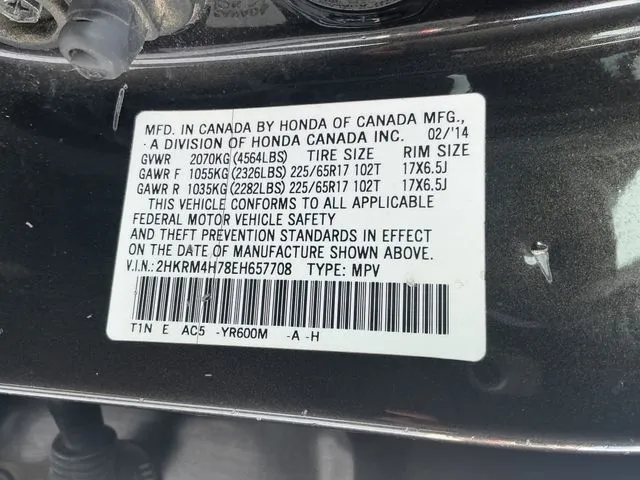 MFD. IN CANADA BY HONDA OF CANADA MFG.,
A DIVISION OF HONDA CANADA INC. 02/'14
GVWR 2070KG (4564LBS) TIRE SIZE RIM SIZE
GAWR F 1055KG (2326LBS) 225/65R17 102T 17X6.5J
GAWR R 1035KG (2282LBS) 225/65R17 102T 17X6.5J
THIS VEHICLE CONFORMS TO ALL APPLICABLE
FEDERAL MOTOR VEHICLE SAFETY
AND THEFT PREVENTION STANDARDS IN EFFECT
ON THE DATE OF MANUFACTURE SHOWN ABOVE.
V.I.N.: 2HKRM4H78EH657708 TYPE: MPV
T1N E AC5 -YR600M -A -H